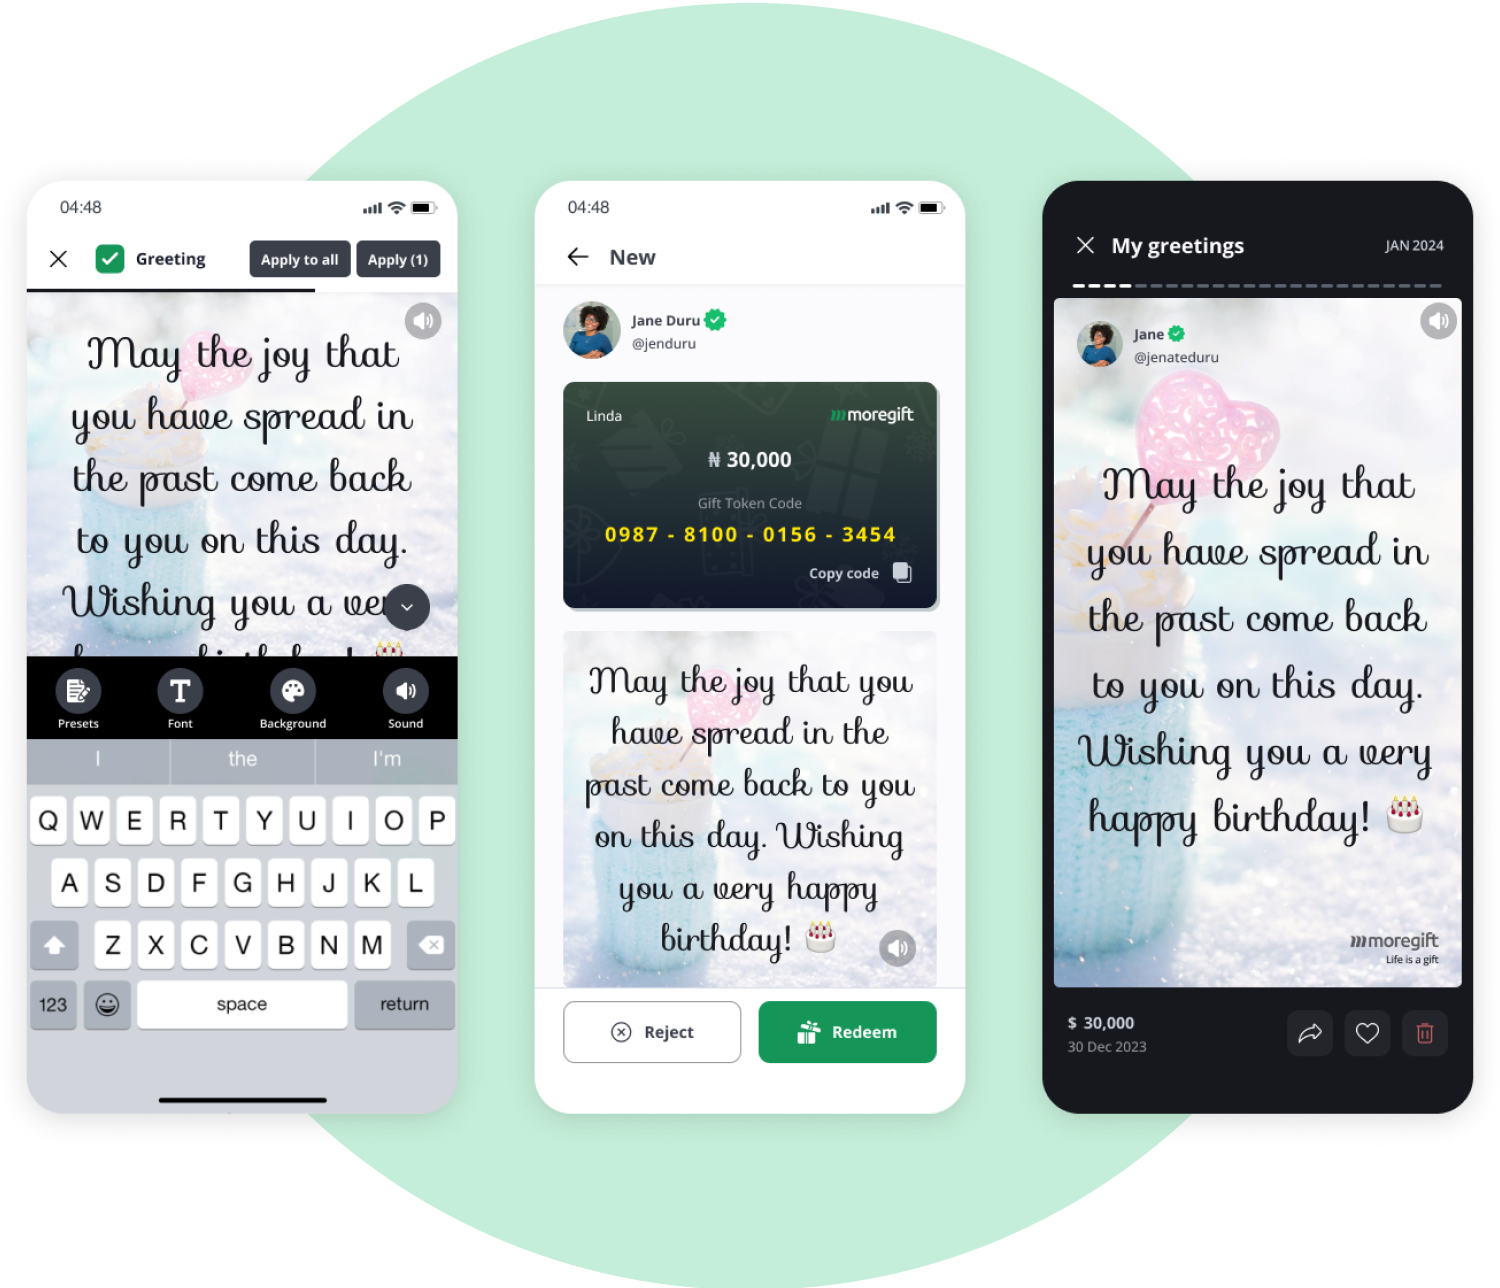 04:48
Greeting
Apply to all
Apply (1)
May the joy that
you have spread in
the past come back
to you on this day.
Wishing you a ve
Presets
Font
Background
Sound
I
the
I'm
Q W E R T Y U I O P
A S D F G H J K L
Z X C V B N M
123
space
return
04:48
New
Jane Duru
@jenduru
Linda
moregift
₦ 30,000
Gift Token Code
0987 - 8100 - 0156 - 3454
Copy code
May the joy that you
have spread in the
past come back to you
on this day. Wishing
you a very happy
birthday! 🎂
Reject
Redeem
My greetings
JAN 2024
Jane
@jenateduru
May the joy that
you have spread in
the past come back
to you on this day.
Wishing you a very
happy birthday! 🎂
moregift
Life is a gift
$ 30,000
30 Dec 2023